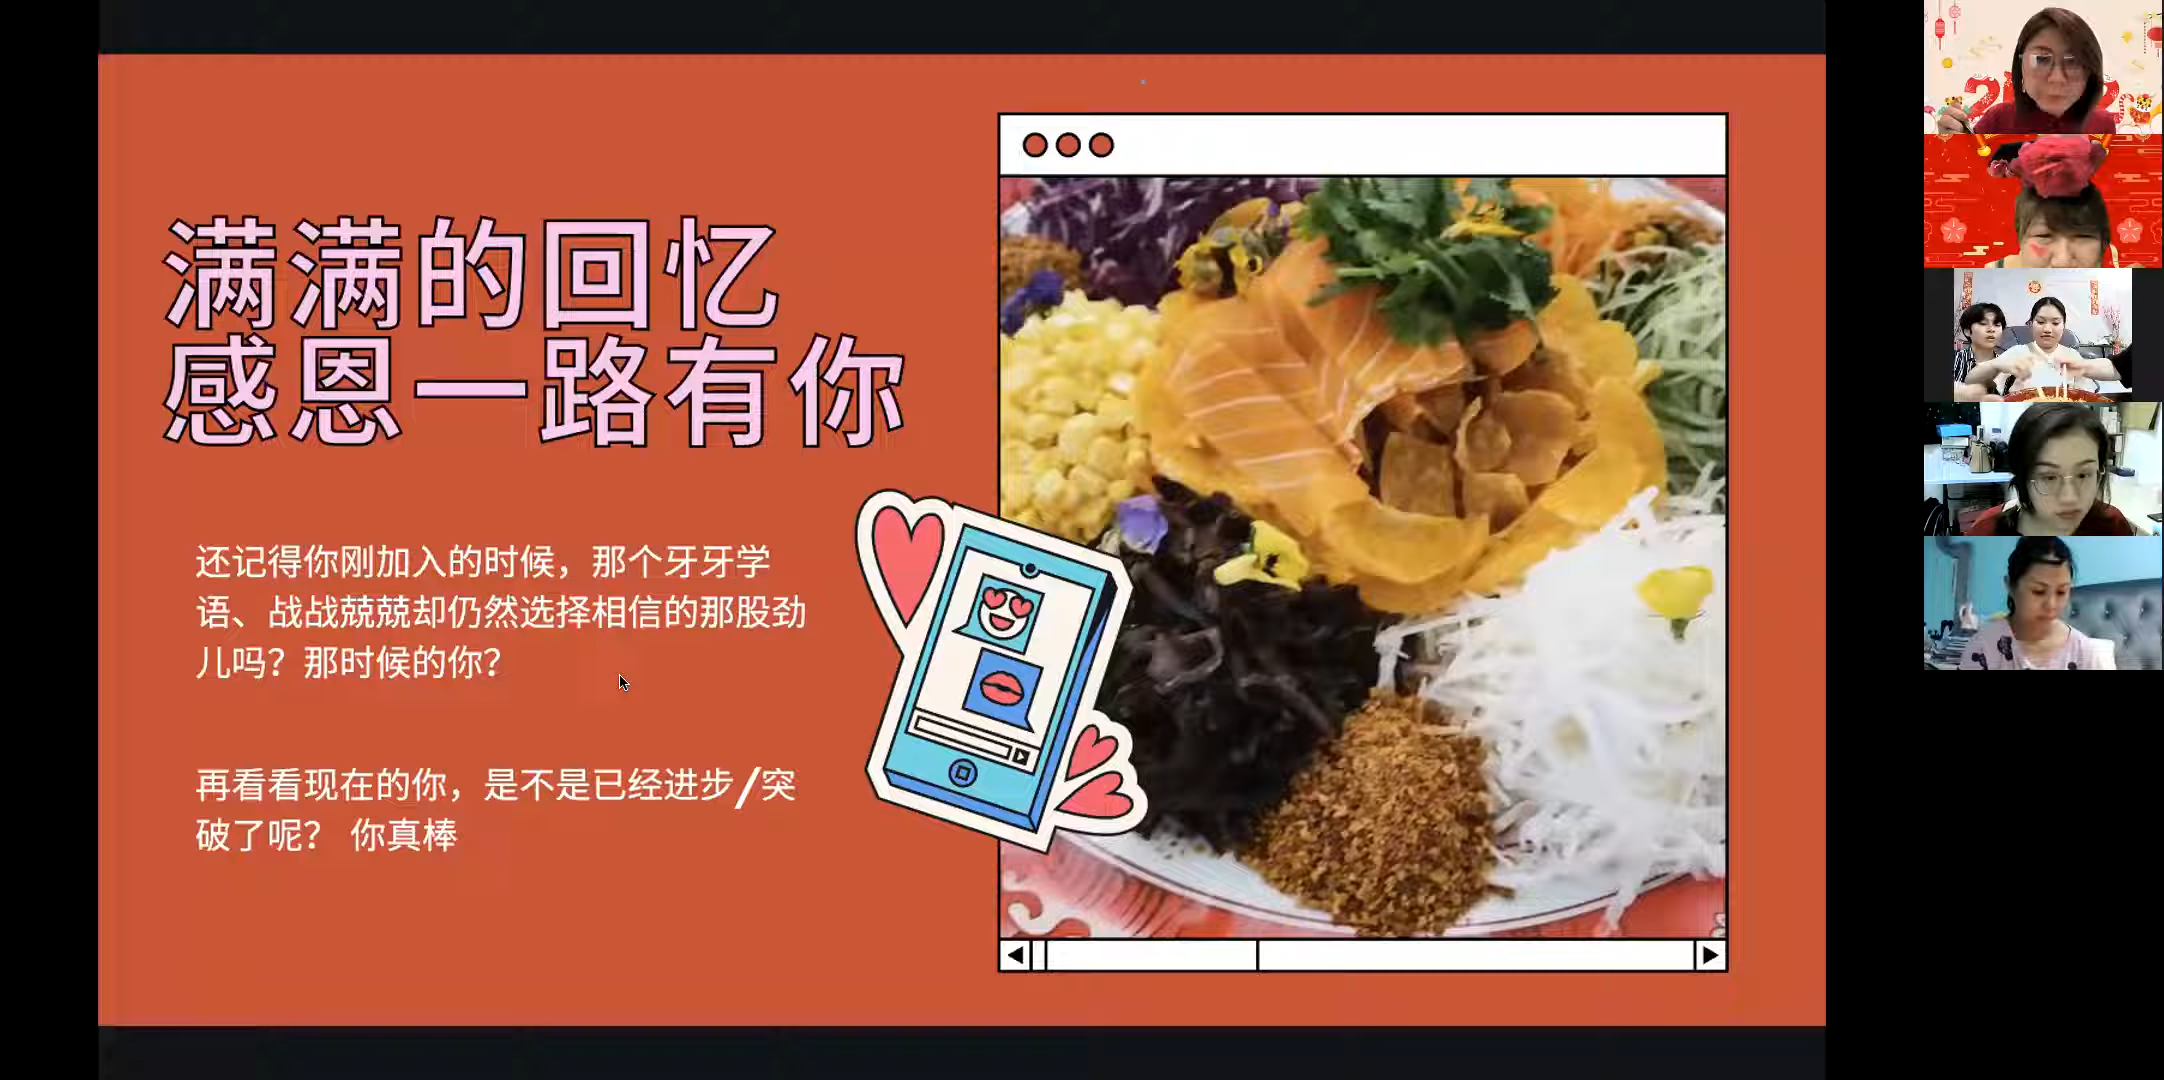 满满的回忆
感恩一路有你
还记得你刚加入的时候，那个牙牙学
语、战战兢兢却仍然选择相信的那股劲
儿吗？那时候的你？
再看看现在的你，是不是已经进步/突
破了呢？ 你真棒